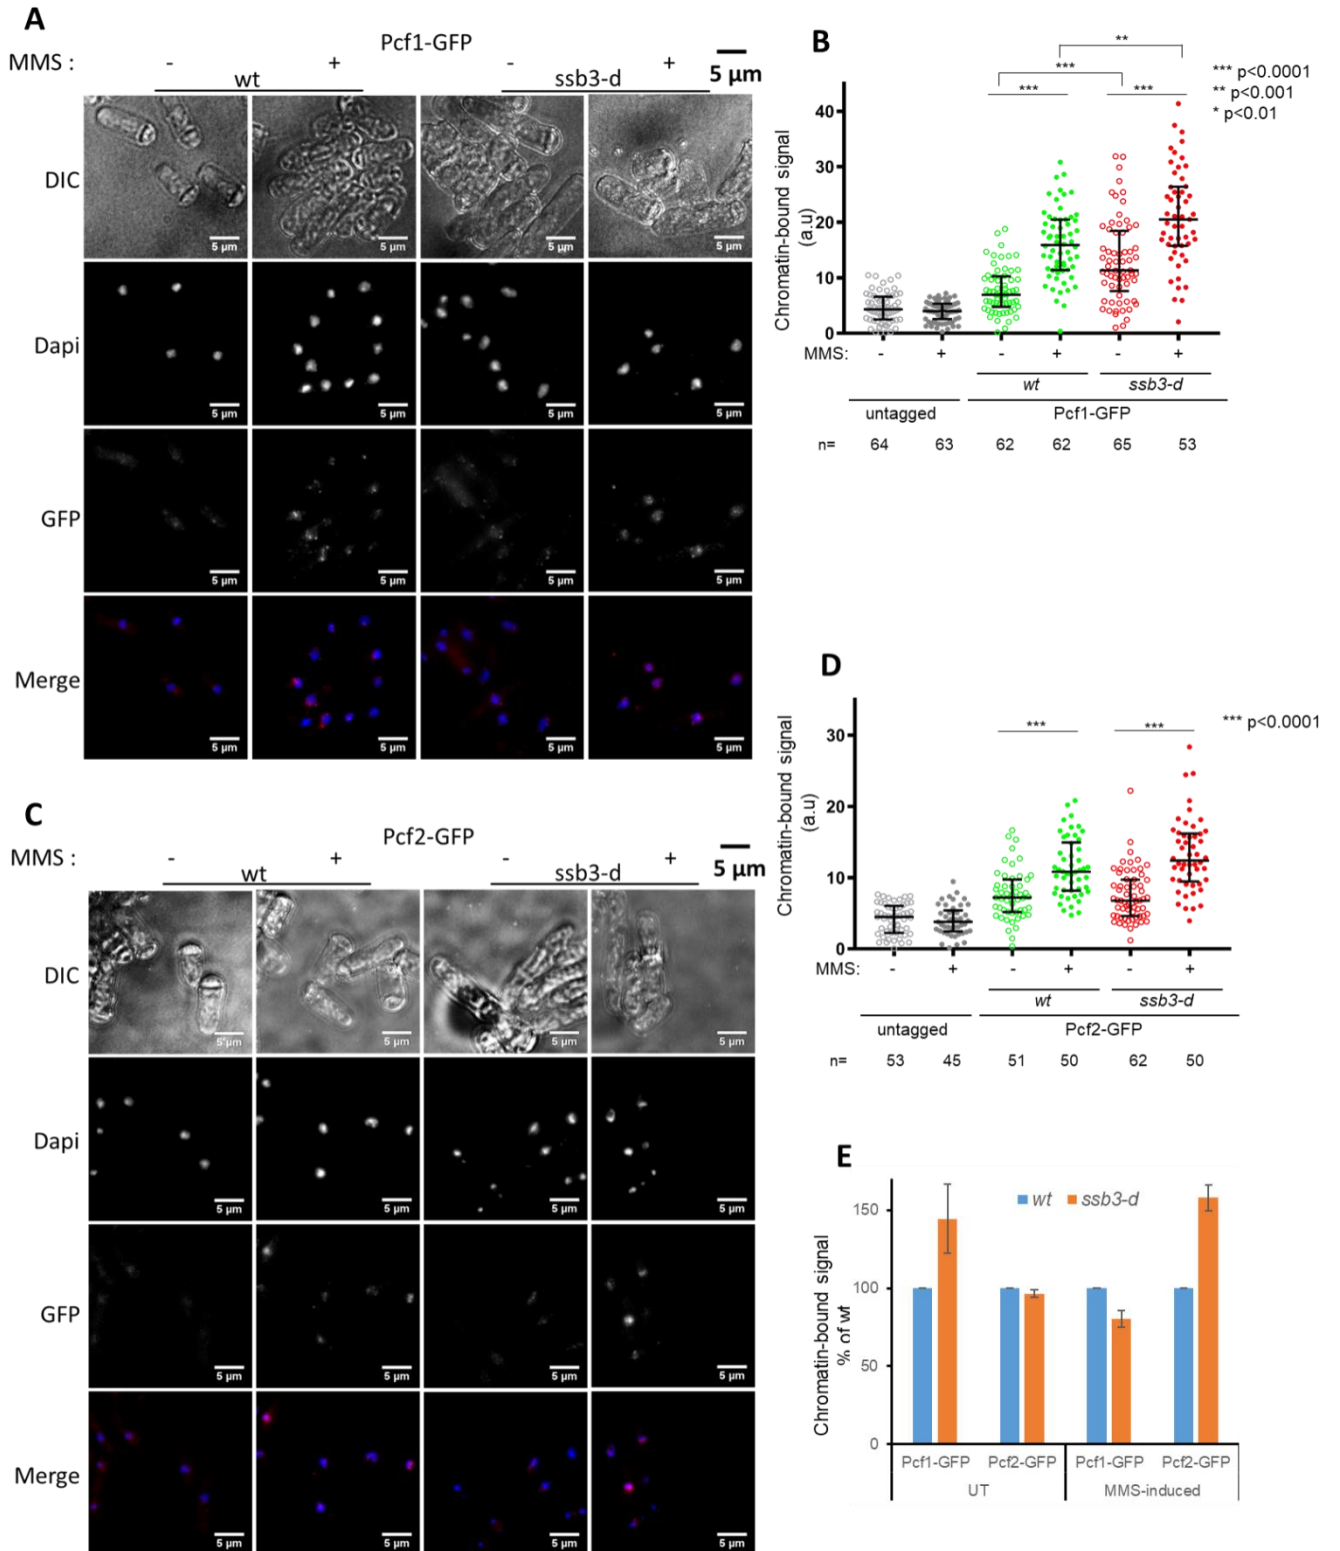 A
Pcf1-GFP
MMS : - + - + 5 µm
wt ssb3-d
DIC
5 µm 5 µm 5 µm 5 µm
Dapi
5 µm 5 µm 5 µm 5 µm
GFP
5 µm 5 µm 5 µm 5 µm
Merge
5 µm 5 µm 5 µm 5 µm
B
** 
*** 
*** ***
*** p<0.0001
** p<0.001
* p<0.01
Chromatin-bound signal
(a.u)
40
30
20
10
0
MMS: - + - + - +
wt ssb3-d
untagged Pcf1-GFP
n= 64 63 62 62 65 53
C
Pcf2-GFP
MMS : - + - + 5 µm
wt ssb3-d
DIC
5 µm 5 µm 5 µm 5 µm
Dapi
5 µm 5 µm 5 µm 5 µm
GFP
5 µm 5 µm 5 µm 5 µm
Merge
5 µm 5 µm 5 µm 5 µm
D
*** ***
*** p<0.0001
Chromatin-bound signal
(a.u)
30
20
10
0
MMS: - + - + - +
wt ssb3-d
untagged Pcf2-GFP
n= 53 45 51 50 62 50
E
wt ssb3-d
Chromatin-bound signal
% of wt
150
100
50
0
Pcf1-GFP Pcf2-GFP Pcf1-GFP Pcf2-GFP
UT MMS-induced